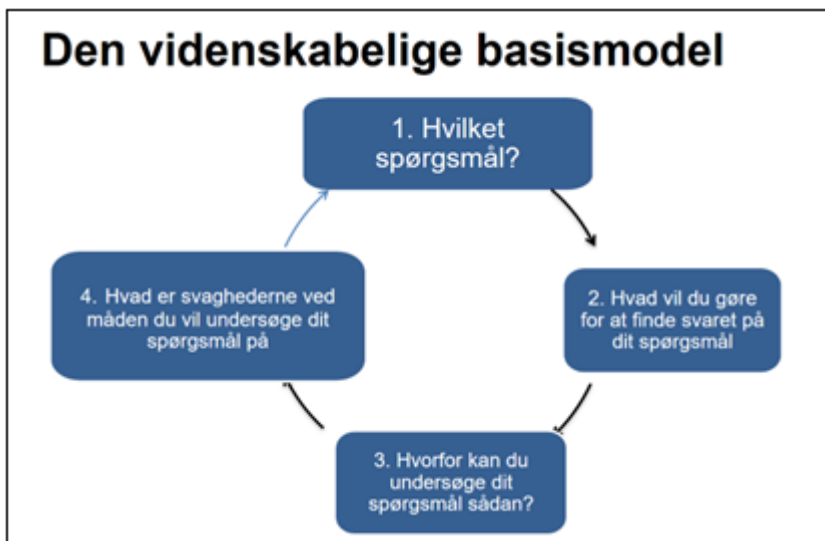 Den videnskabelige basismodel
1. Hvilket
spørgsmål?
2. Hvad vil du gøre
for at finde svaret på
dit spørgsmål
3. Hvorfor kan du
undersøge dit
spørgsmål sådan?
4. Hvad er svaghederne ved
måden du vil undersøge dit
spørgsmål på